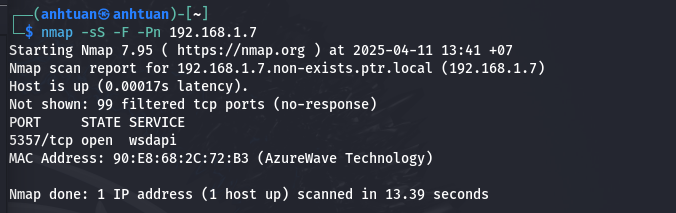 (anhtuan㉿anhtuan)-[~]
$ nmap -sS -F -Pn 192.168.1.7
Starting Nmap 7.95 ( https://nmap.org ) at 2025-04-11 13:41 +07
Nmap scan report for 192.168.1.7.non-exists.ptr.local (192.168.1.7)
Host is up (0.00017s latency).
Not shown: 99 filtered tcp ports (no-response)
PORT     STATE SERVICE
5357/tcp open  wsdapi
MAC Address: 90:E8:68:2C:72:B3 (AzureWave Technology)

Nmap done: 1 IP address (1 host up) scanned in 13.39 seconds